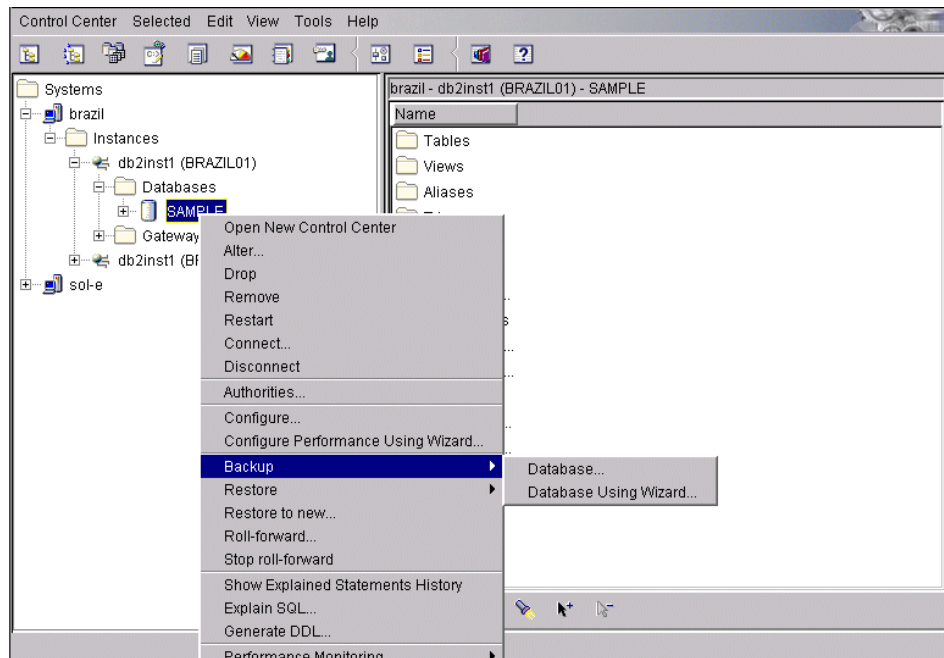 Control Center Selected Edit View Tools Help
Systems
brazil
Instances
db2inst1 (BRAZIL01)
Databases
SAMPLE
Gateway
db2inst1 (BR
sol-e
brazil - db2inst1 (BRAZIL01) - SAMPLE
Name
Tables
Views
Aliases
Open New Control Center
Alter...
Drop
Remove
Restart
Connect...
Disconnect
Authorities...
Configure...
Configure Performance Using Wizard...
Backup
Restore
Restore to new...
Roll-forward...
Stop roll-forward
Show Explained Statements History
Explain SQL...
Generate DDL...
Performance Monitoring
Database...
Database Using Wizard...